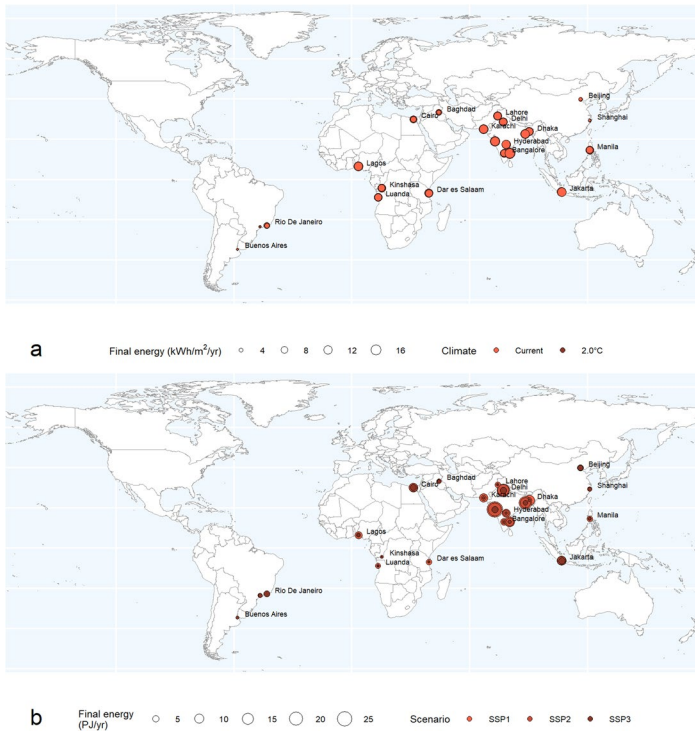 Beijing
Shanghai
Baghdad
Cairo
Lahore
Delhi
Karachi
Dhaka
Hyderabad
Bangalore
Manila
Lagos
Kinshasa
Luanda
Dar es Salaam
Jakarta
Rio De Janeiro
Buenos Aires
a Final energy (kWh/m²/yr) 4 8 12 16 Climate Current 2.0°C
Beijing
Shanghai
Baghdad
Cairo
Lahore
Delhi
Karachi
Dhaka
Hyderabad
Bangalore
Manila
Lagos
Kinshasa
Luanda
Dar es Salaam
Jakarta
Rio De Janeiro
Buenos Aires
b Final energy
(PJ/yr) 5 10 15 20 25 Scenario SSP1 SSP2 SSP3